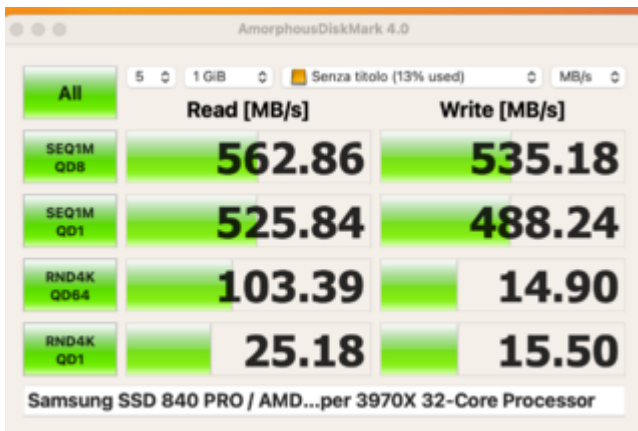 AmorphousDiskMark 4.0
All
5 1 GiB Senza titolo (13% used) MB/s
Read [MB/s] Write [MB/s]
SEQ1M QD8 562.86 535.18
SEQ1M QD1 525.84 488.24
RND4K QD64 103.39 14.90
RND4K QD1 25.18 15.50
Samsung SSD 840 PRO / AMD...per 3970X 32-Core Processor